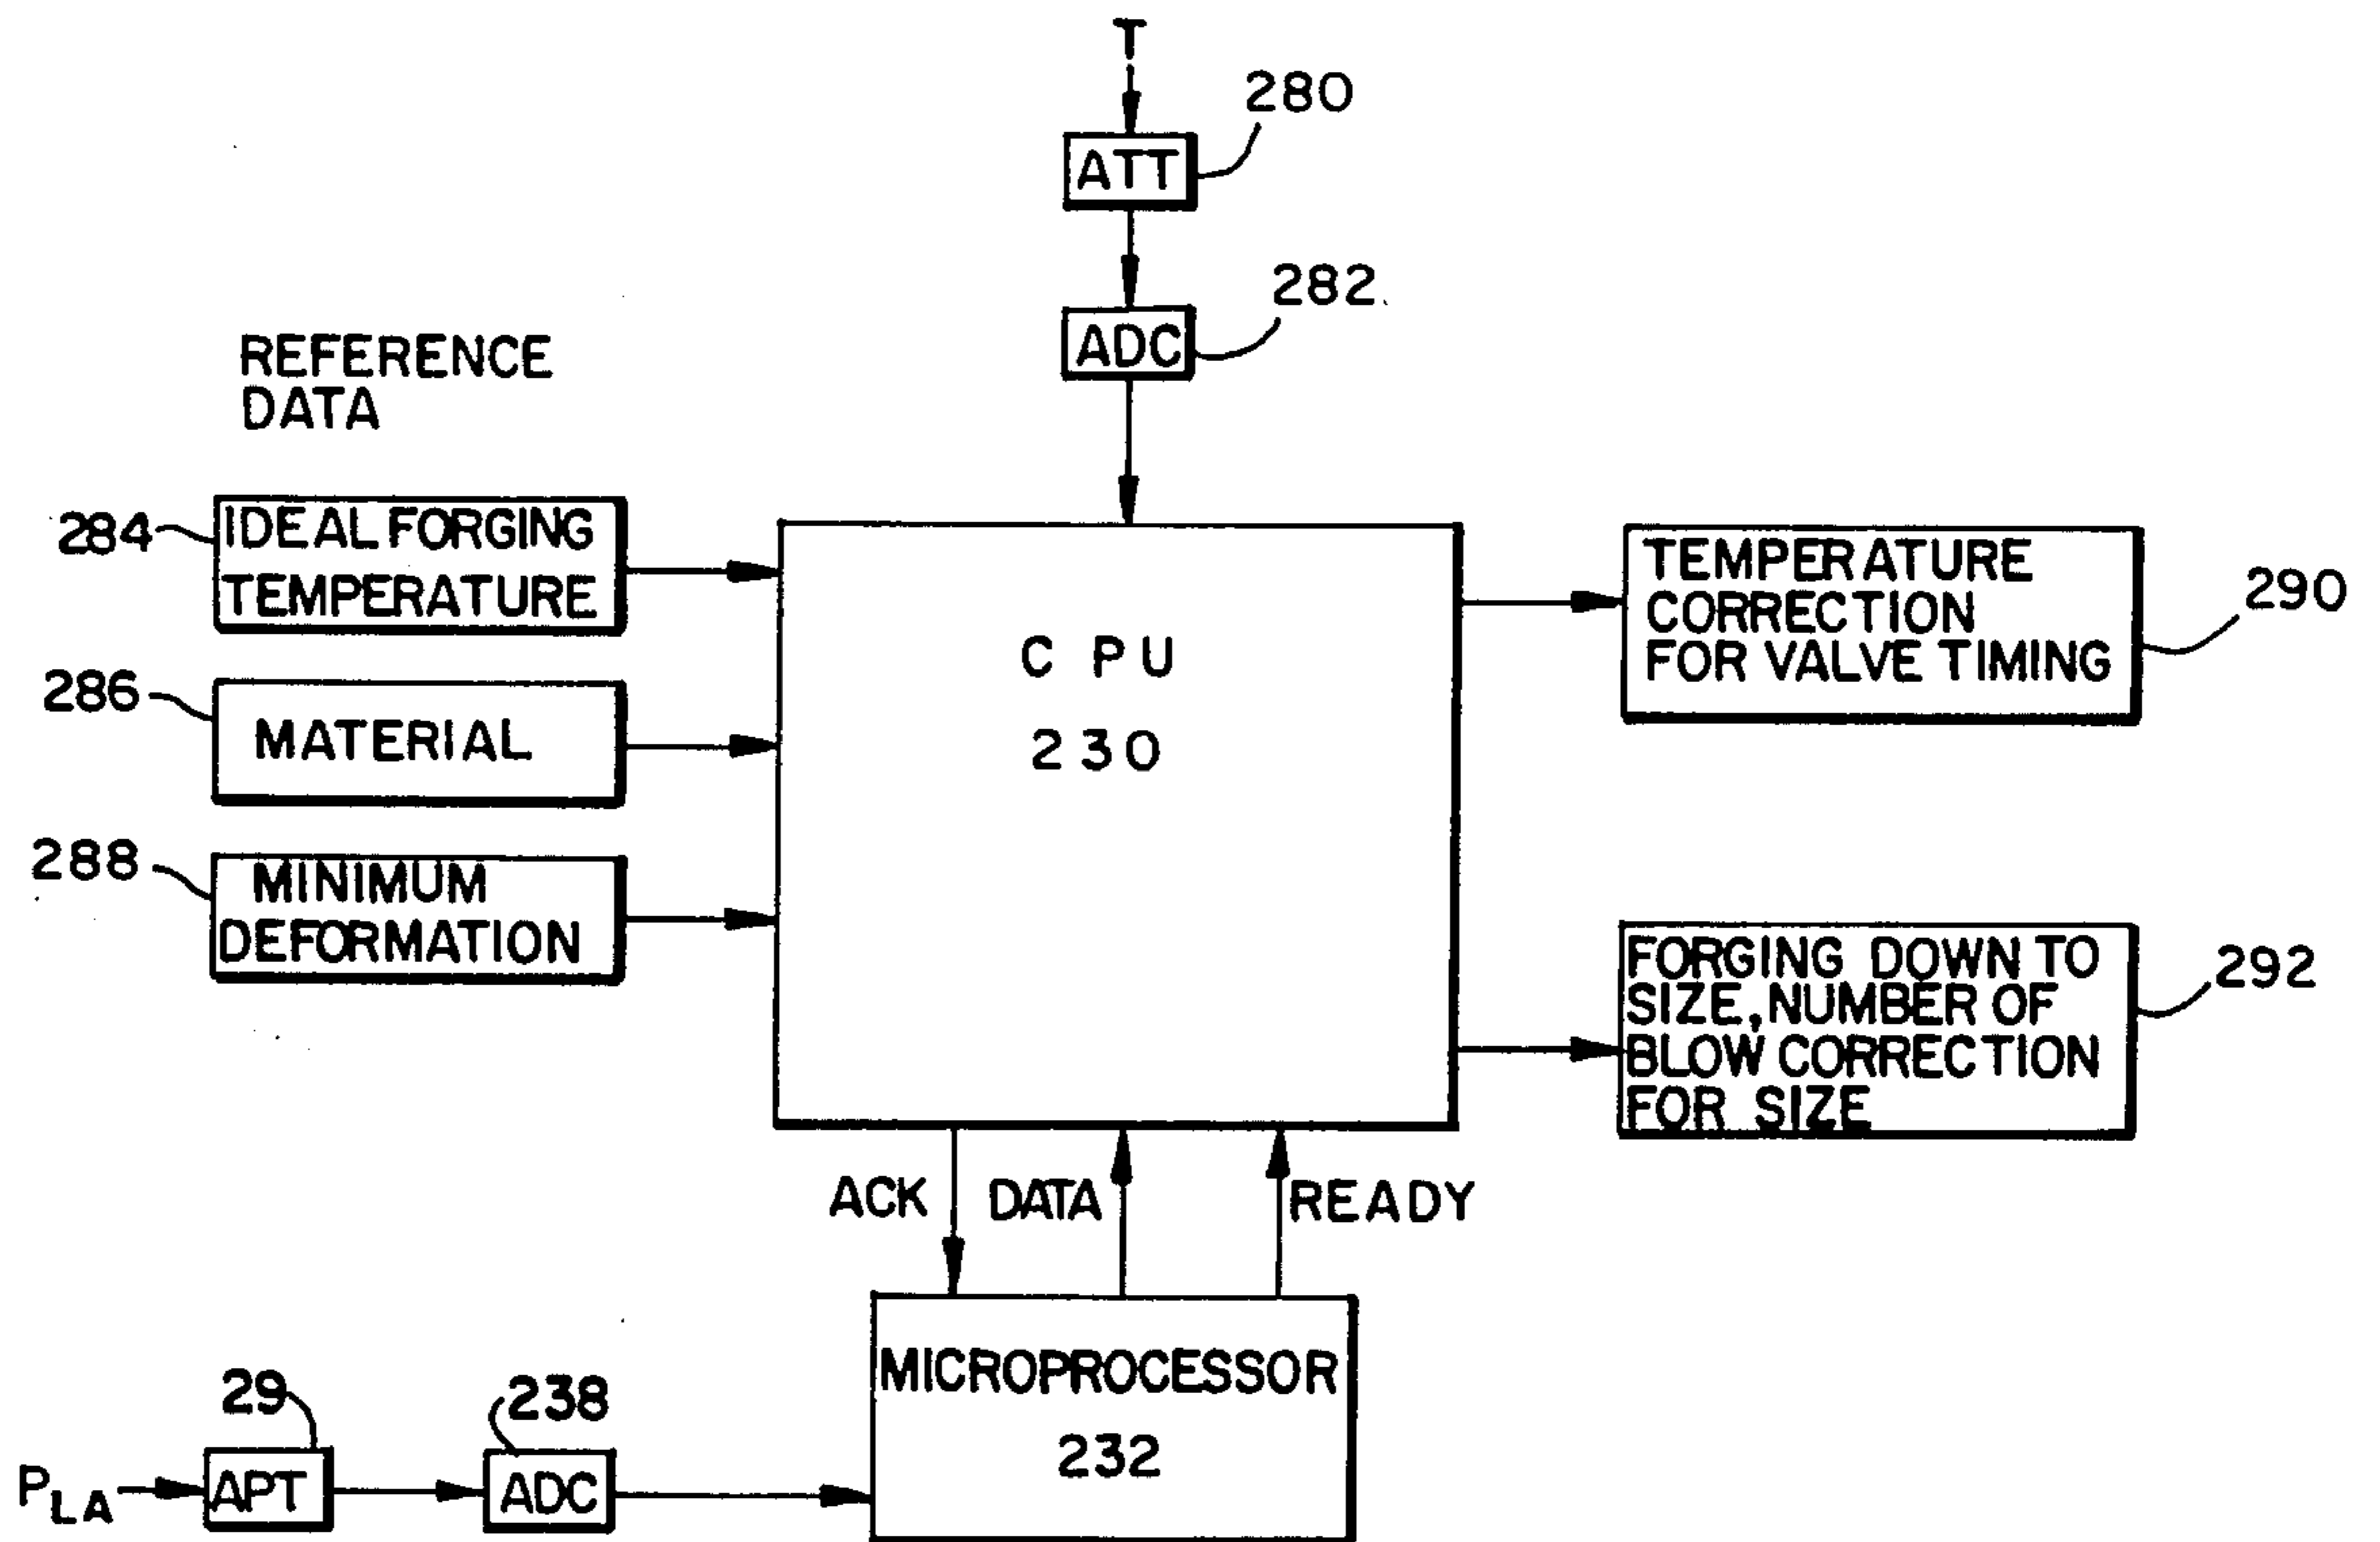 T
280
ATT
282
ADC
REFERENCE
DATA
284
IDEAL FORGING
TEMPERATURE
286
MATERIAL
288
MINIMUM
DEFORMATION
CPU
230
TEMPERATURE
CORRECTION
FOR VALVE TIMING
290
FORGING DOWN TO
SIZE, NUMBER OF
BLOW CORRECTION
FOR SIZE
292
ACK DATA READY
MICROPROCESSOR
232
29
238
PLA
APT
ADC